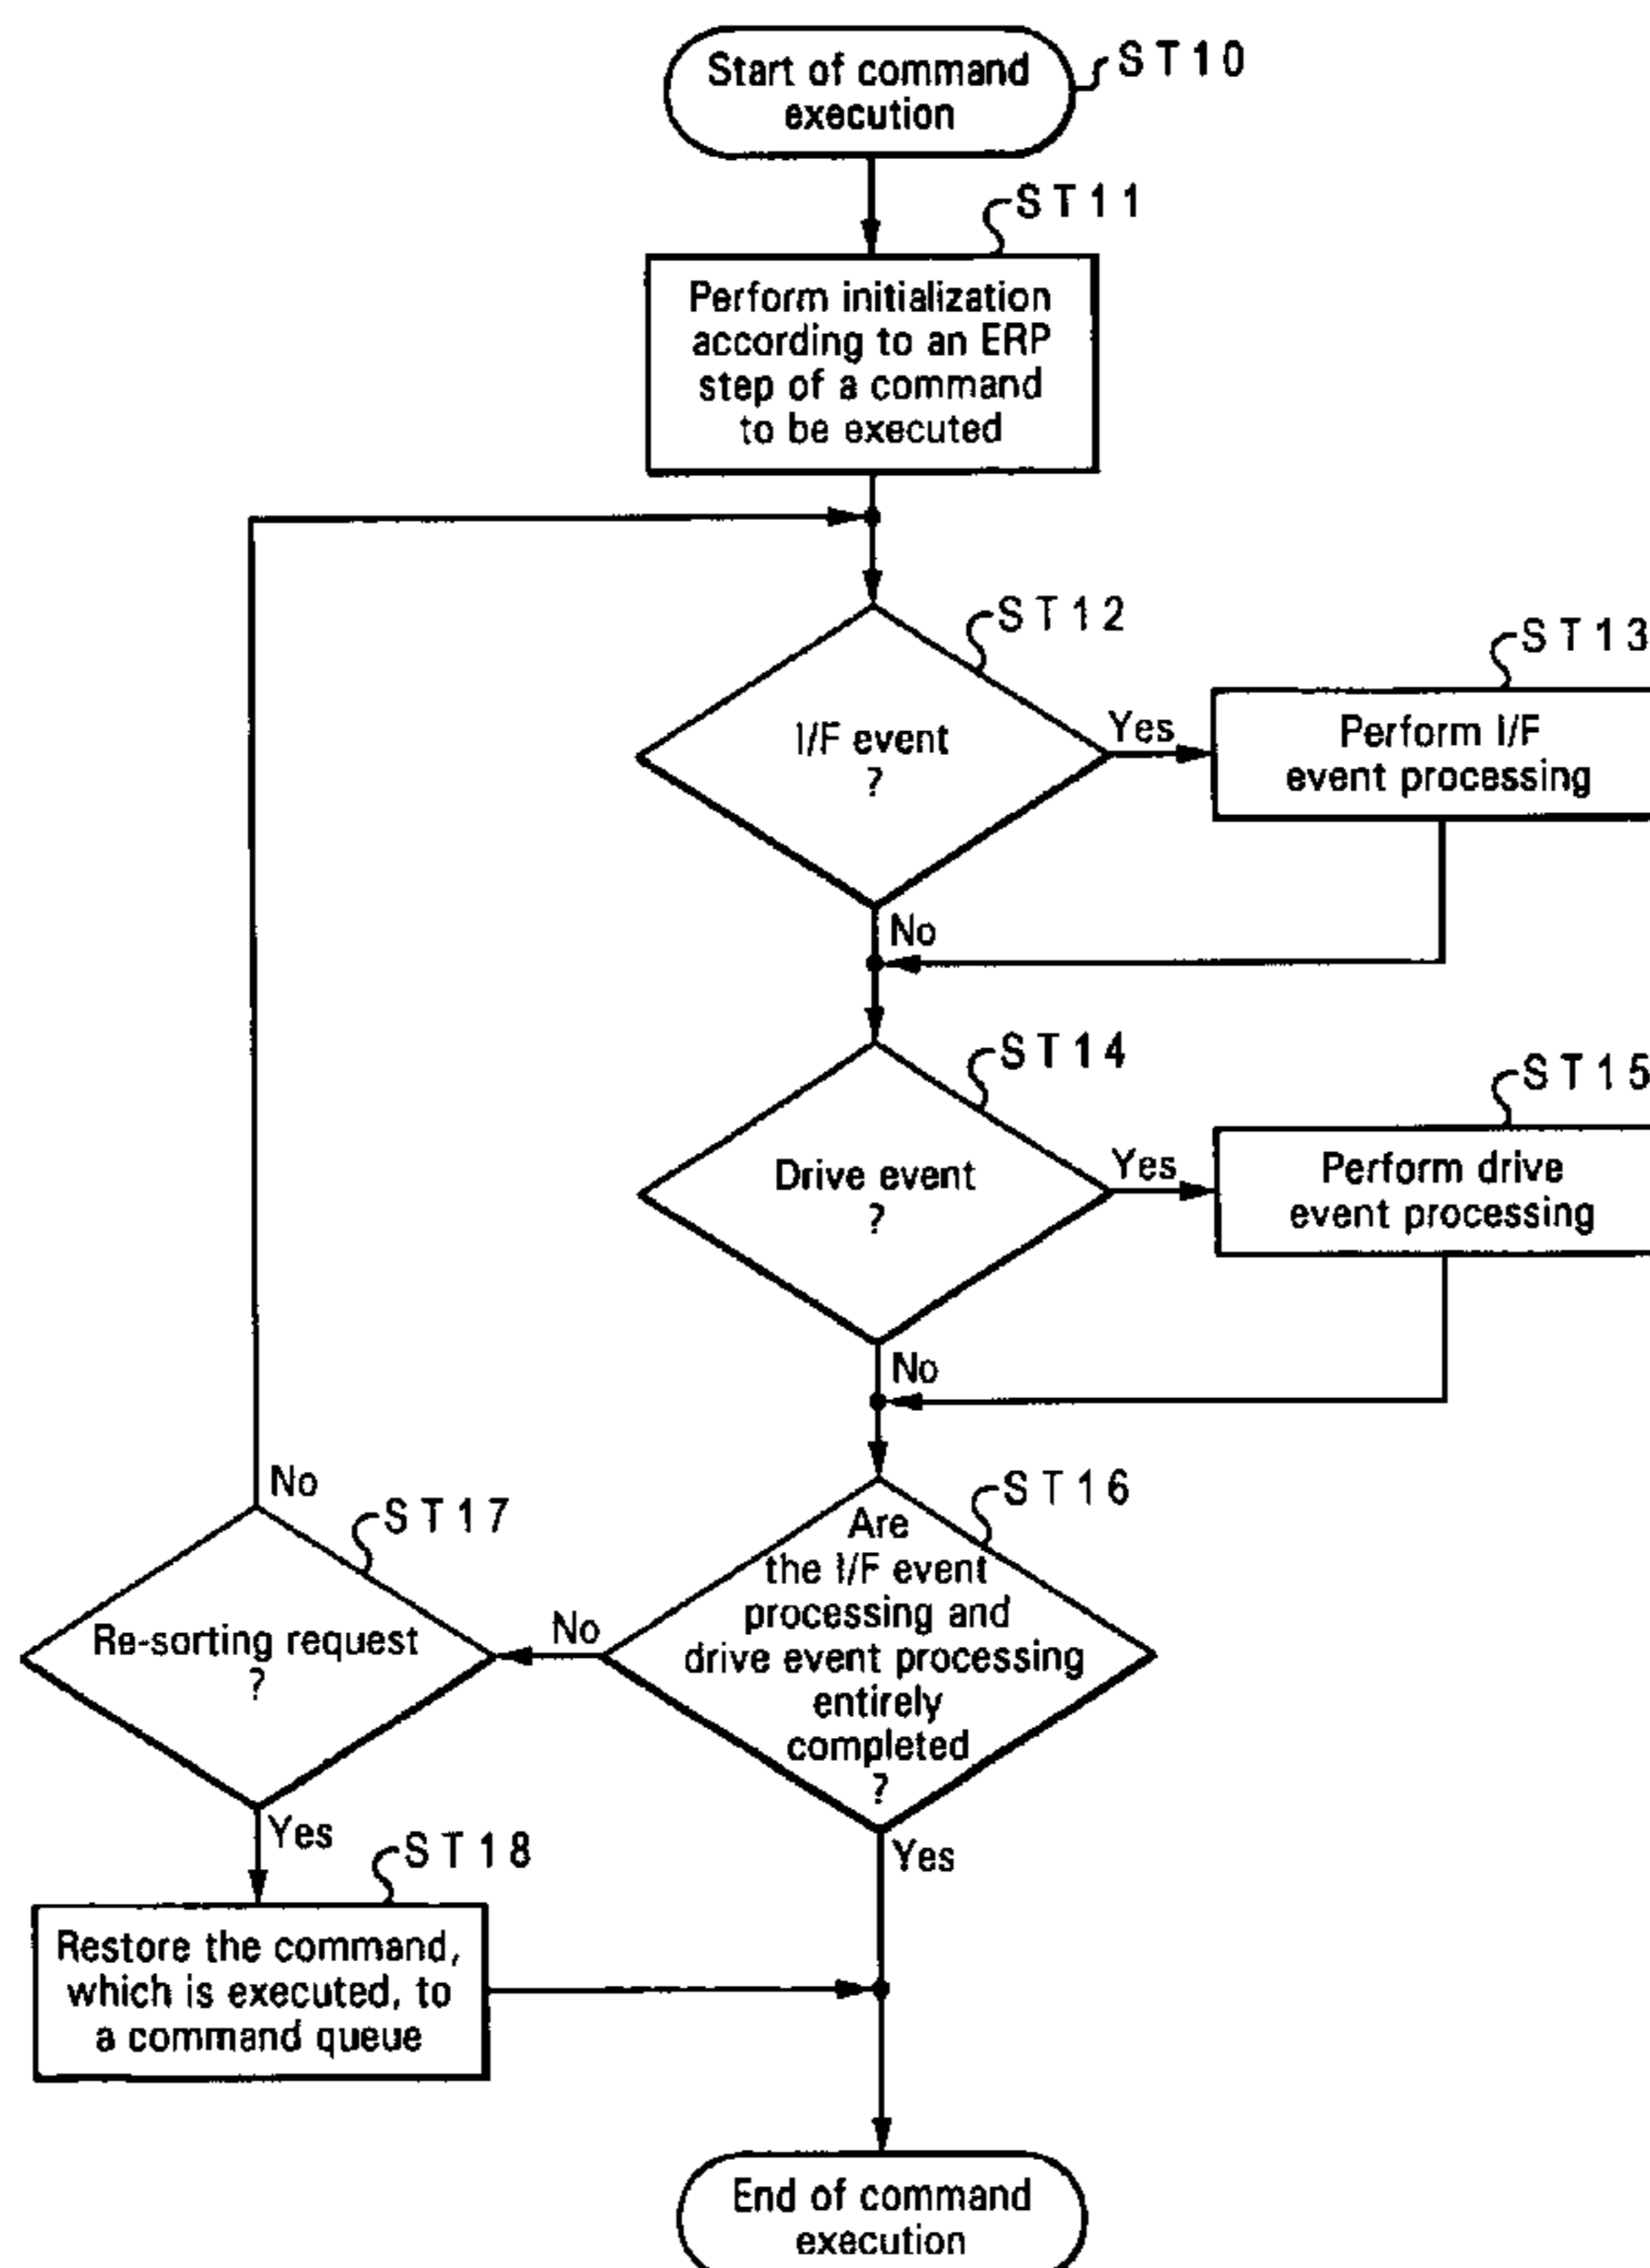 Start of command
execution
ST10
ST11
Perform initialization
according to an ERP
step of a command
to be executed
ST12
I/F event
?
Yes
ST13
Perform I/F
event processing
No
ST14
Drive event
?
Yes
ST15
Perform drive
event processing
No
ST16
Are
the I/F event
processing and
drive event processing
entirely
completed
?
No
ST17
Re-sorting request
?
No
Yes
ST18
Restore the command,
which is executed, to
a command queue
Yes
End of command
execution